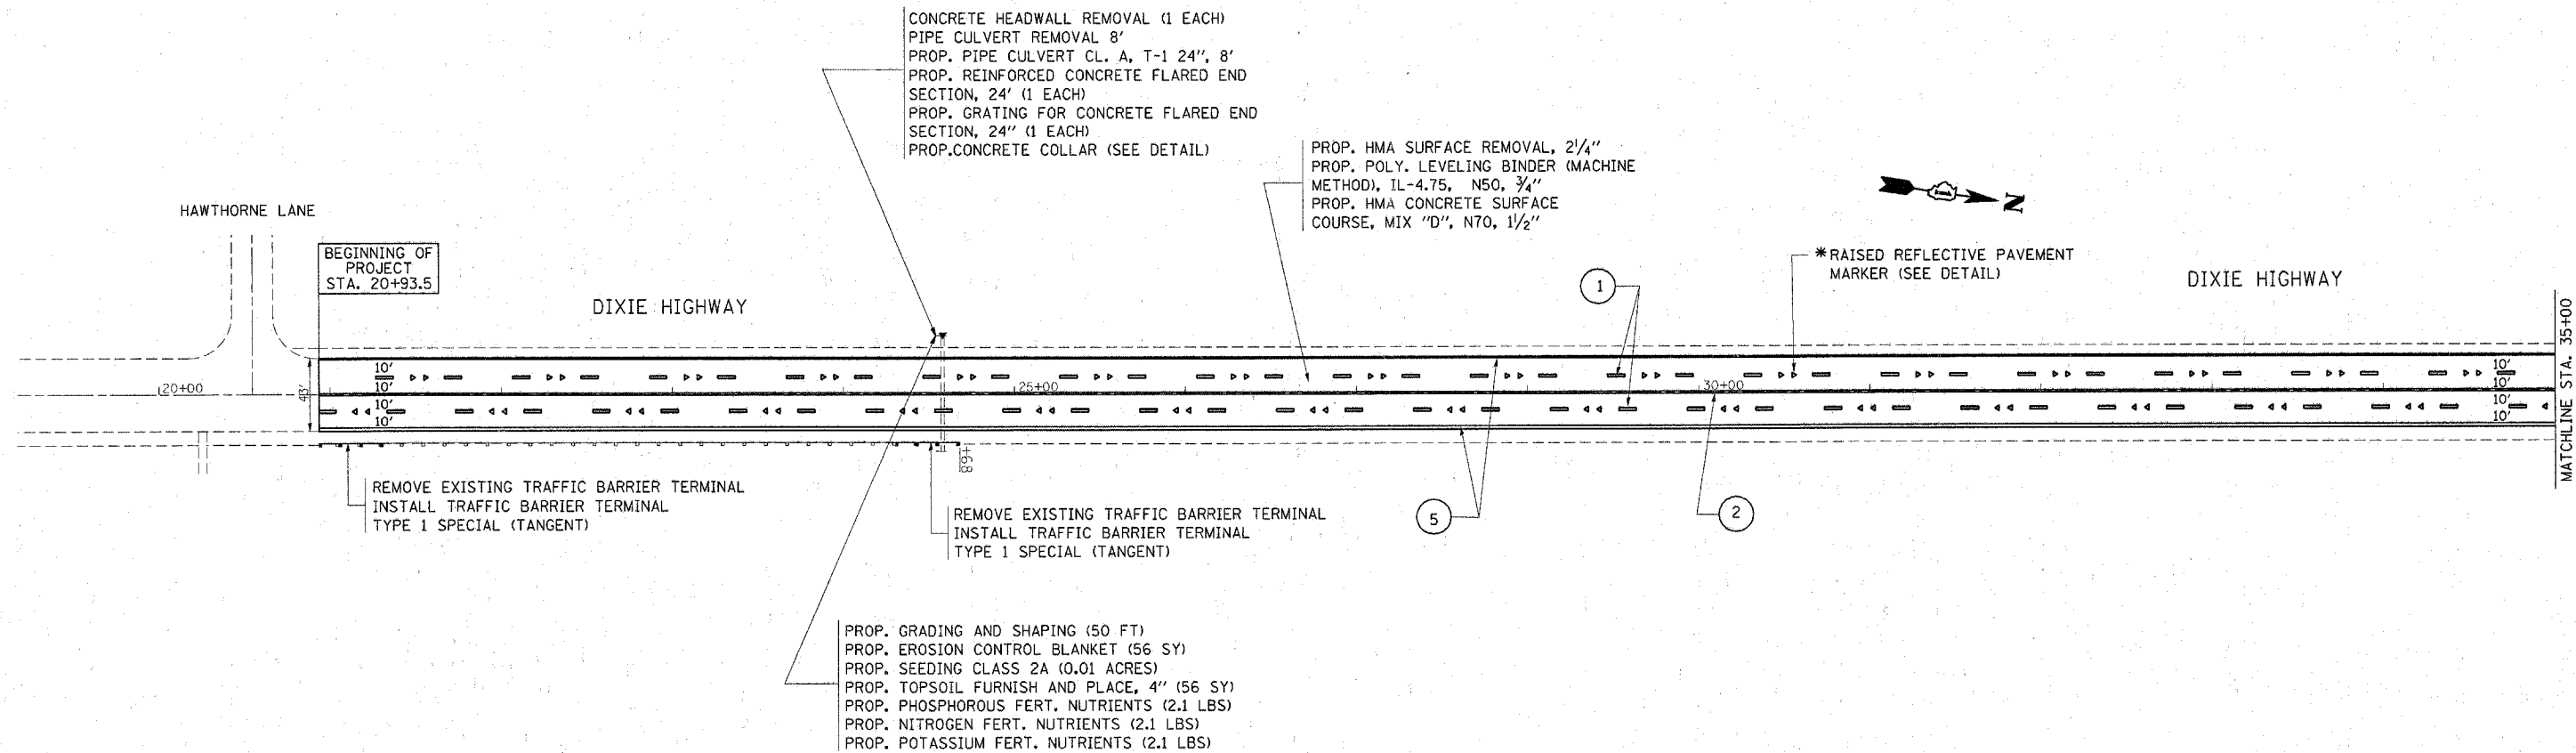 CONCRETE HEADWALL REMOVAL (1 EACH)
PIPE CULVERT REMOVAL 8'
PROP. PIPE CULVERT CL. A, T-1 24", 8'
PROP. REINFORCED CONCRETE FLARED END
SECTION, 24' (1 EACH)
PROP. GRATING FOR CONCRETE FLARED END
SECTION, 24" (1 EACH)
PROP.CONCRETE COLLAR (SEE DETAIL)
PROP. HMA SURFACE REMOVAL, 2 1/4"
PROP. POLY. LEVELING BINDER (MACHINE
METHOD), IL-4.75, N50, 3/4"
PROP. HMA CONCRETE SURFACE
COURSE, MIX "D", N70, 1 1/2"
N
HAWTHORNE LANE
BEGINNING OF
PROJECT
STA. 20+93.5
DIXIE HIGHWAY
1
*RAISED REFLECTIVE PAVEMENT
MARKER (SEE DETAIL)
DIXIE HIGHWAY
MATCHLINE STA. 35+00
20+00
43'
10'
10'
10'
10'
25+00
30+00
10'
10'
10'
10'
+68
REMOVE EXISTING TRAFFIC BARRIER TERMINAL
INSTALL TRAFFIC BARRIER TERMINAL
TYPE 1 SPECIAL (TANGENT)
REMOVE EXISTING TRAFFIC BARRIER TERMINAL
INSTALL TRAFFIC BARRIER TERMINAL
TYPE 1 SPECIAL (TANGENT)
5
2
PROP. GRADING AND SHAPING (50 FT)
PROP. EROSION CONTROL BLANKET (56 SY)
PROP. SEEDING CLASS 2A (0.01 ACRES)
PROP. TOPSOIL FURNISH AND PLACE, 4" (56 SY)
PROP. PHOSPHOROUS FERT. NUTRIENTS (2.1 LBS)
PROP. NITROGEN FERT. NUTRIENTS (2.1 LBS)
PROP. POTASSIUM FERT. NUTRIENTS (2.1 LBS)